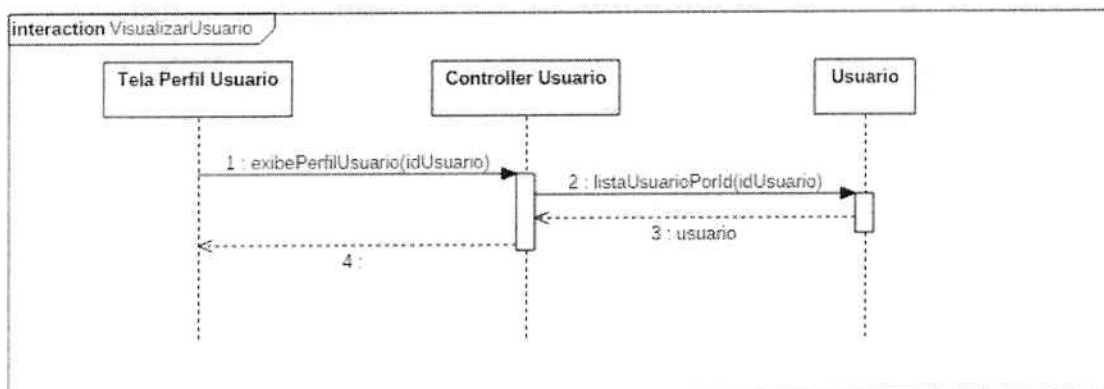 interaction VisualizarUsuario
Tela Perfil Usuario
Controller Usuario
Usuario
1 : exibePerfilUsuario(idUsuario)
2 : listaUsuarioPorId(idUsuario)
3 : usuario
4 :